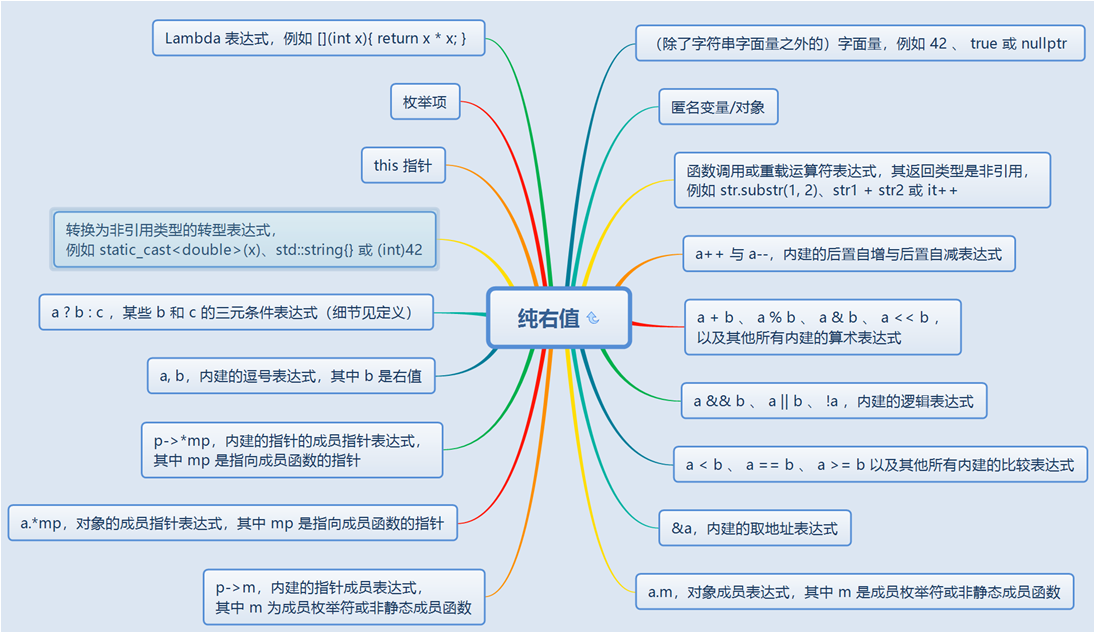 纯右值
（除了字符串字面量之外的）字面量，例如 42 、 true 或 nullptr
匿名变量/对象
函数调用或重载运算符表达式，其返回类型是非引用，
例如 str.substr(1, 2)、str1 + str2 或 it++
a++ 与 a--，内建的后置自增与后置自减表达式
a + b 、 a % b 、 a & b 、 a << b ，
以及其他所有内建的算术表达式
a && b 、 a || b 、 !a ，内建的逻辑表达式
a < b 、 a == b 、 a >= b 以及其他所有内建的比较表达式
&a，内建的取地址表达式
a.m，对象成员表达式，其中 m 是成员枚举符或非静态成员函数
Lambda 表达式，例如 [](int x){ return x * x; }
枚举项
this 指针
转换为非引用类型的转型表达式，
例如 static_cast<double>(x)、std::string{} 或 (int)42
a ? b : c ，某些 b 和 c 的三元条件表达式（细节见定义）
a, b，内建的逗号表达式，其中 b 是右值
p->*mp，内建的指针的成员指针表达式，
其中 mp 是指向成员函数的指针
a.*mp，对象的成员指针表达式，其中 mp 是指向成员函数的指针
p->m，内建的指针成员表达式，
其中 m 为成员枚举符或非静态成员函数